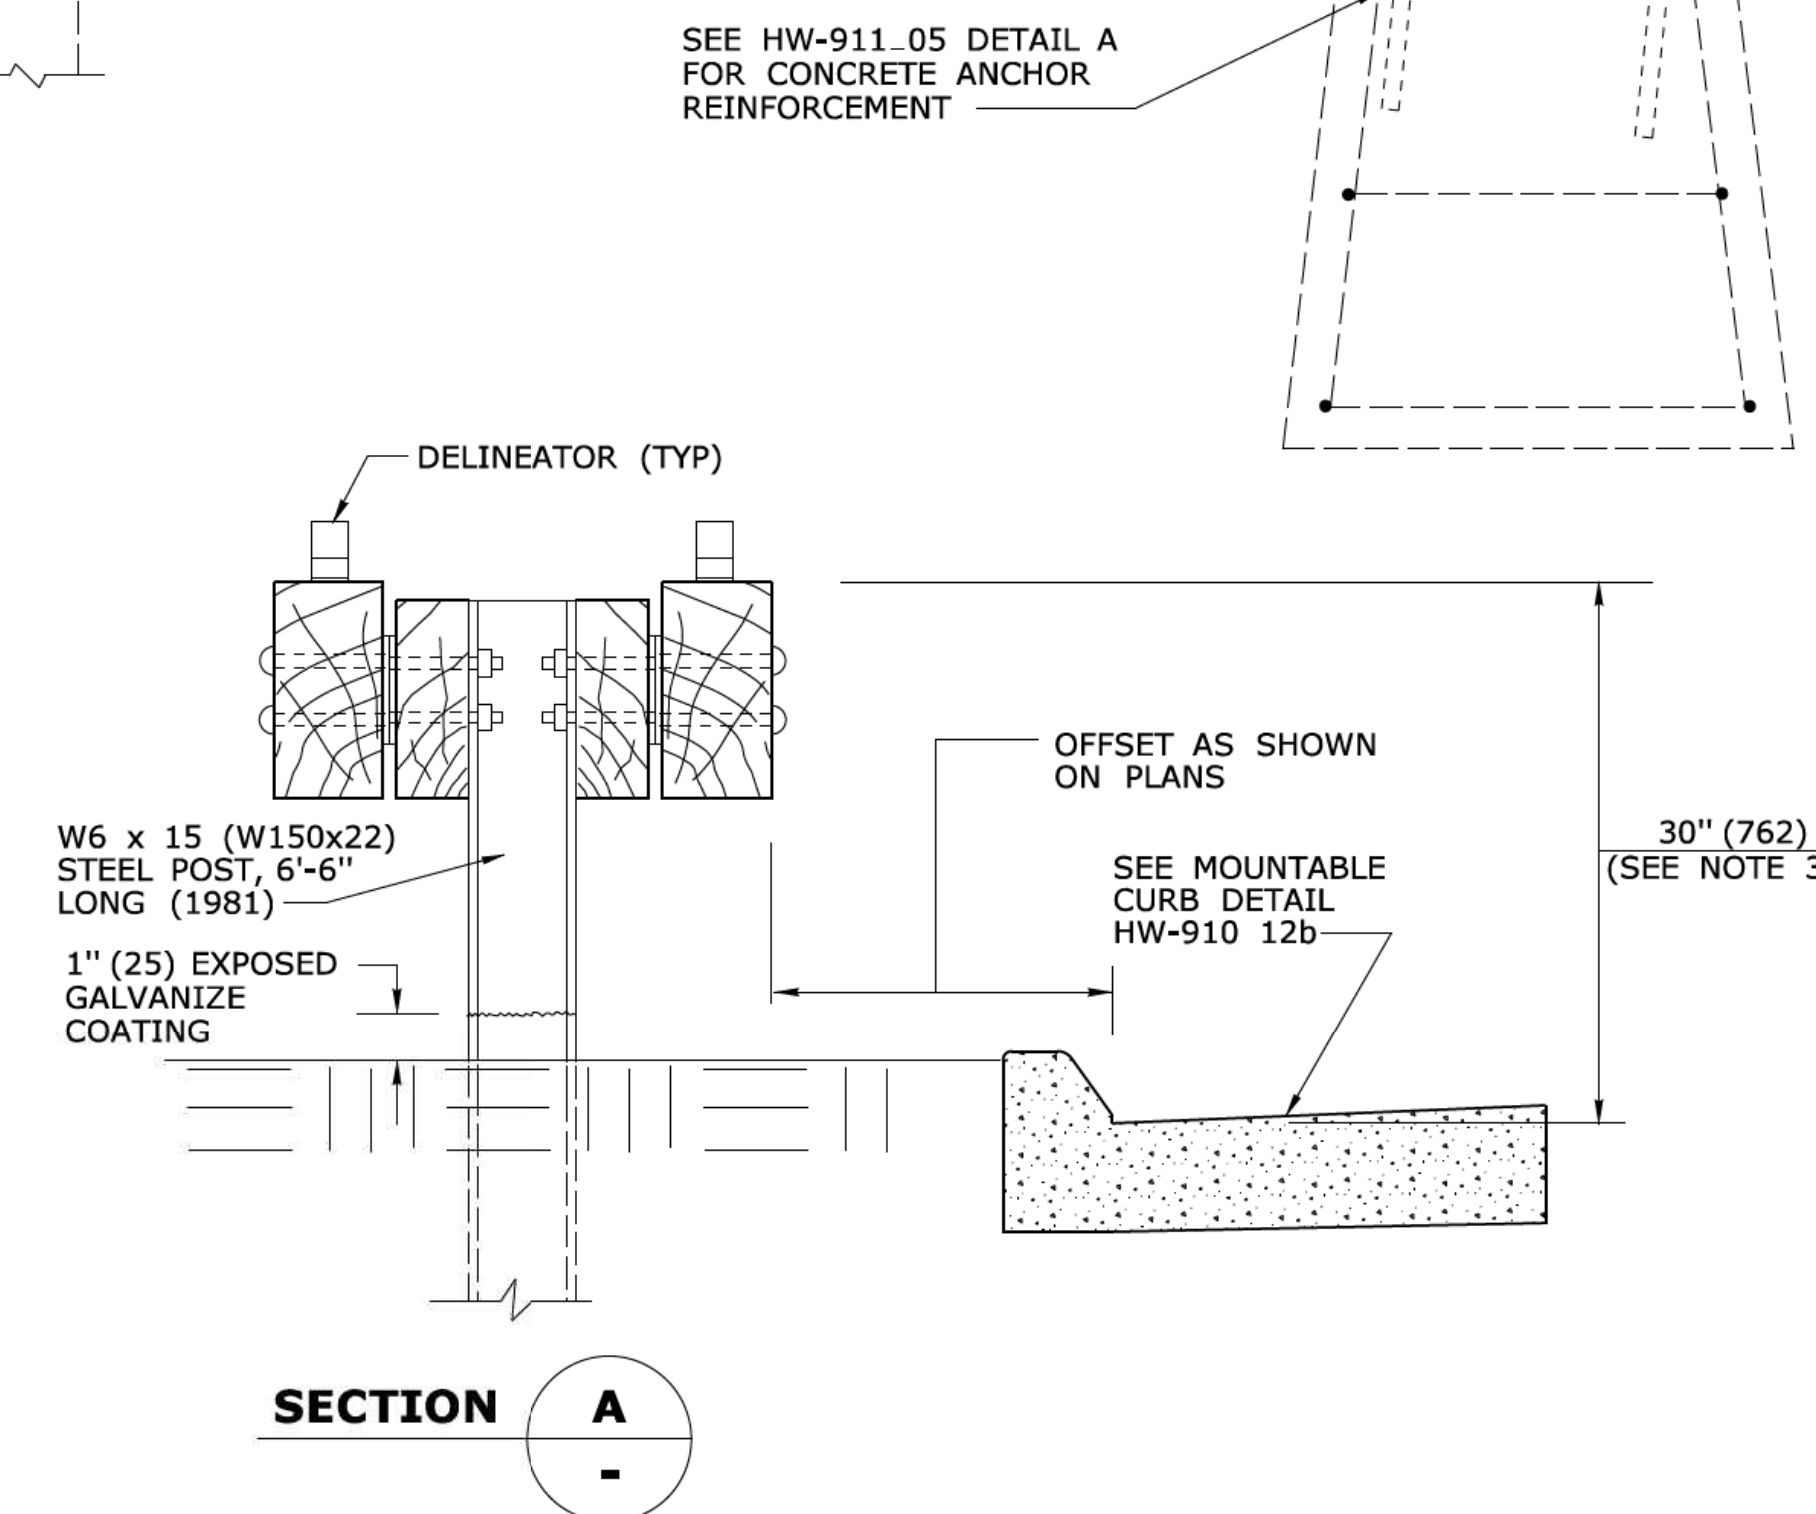 SEE HW-911_05 DETAIL A
FOR CONCRETE ANCHOR
REINFORCEMENT
DELINEATOR (TYP)
OFFSET AS SHOWN
ON PLANS
W6 x 15 (W150x22)
STEEL POST, 6'-6"
LONG (1981)
30" (762)
(SEE NOTE 3
SEE MOUNTABLE
CURB DETAIL
HW-910 12b
1" (25) EXPOSED
GALVANIZE
COATING
SECTION
A
-